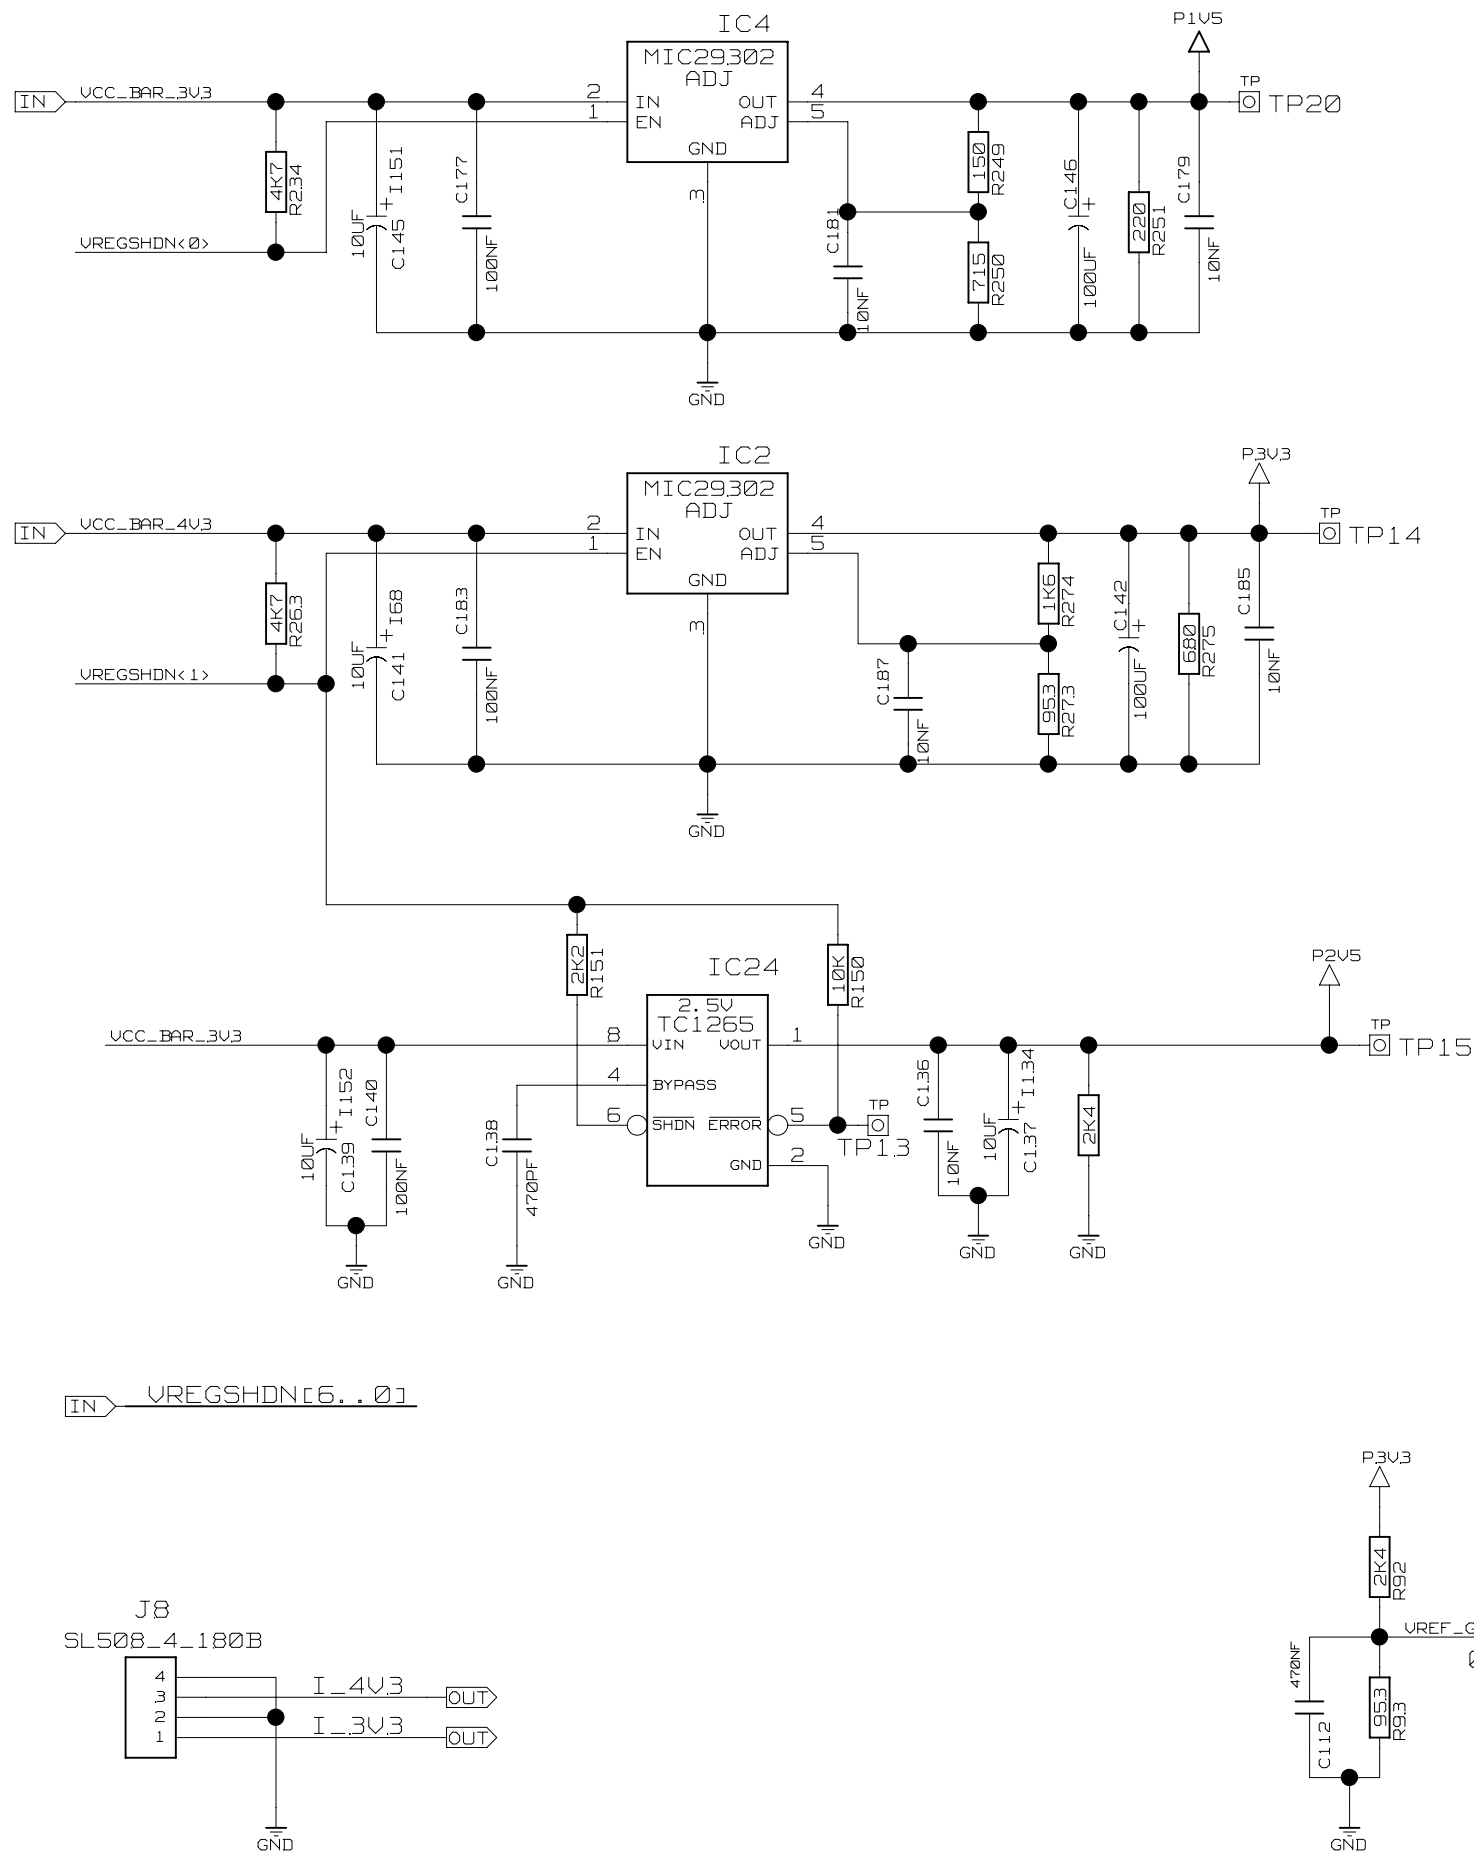 IC4
MIC29302
ADJ
P1V5
TP
TP20
IN
VCC_BAR_3V3
2
IN
OUT
4
1
EN
ADJ
5
GND
3
4K7
R234
VREGSHDN<0>
I151
10UF
C145
C177
100NF
C181
10NF
150
R249
715
R250
C146
100UF
220
R251
C179
10NF
GND
IC2
MIC29302
ADJ
P3V3
TP
TP14
IN
VCC_BAR_4V3
2
IN
OUT
4
1
EN
ADJ
5
GND
3
4K7
R263
VREGSHDN<1>
I68
10UF
C141
C183
100NF
C187
10NF
1K6
R274
953
R273
C142
100UF
680
R275
C185
10NF
GND
2K2
R151
IC24
2.5V
TC1265
10K
R150
P2V5
TP
TP15
VCC_BAR_3V3
8
VIN
VOUT
1
4
BYPASS
6
SHDN
ERROR
5
TP
TP13
GND
2
I152
10UF
C139
C140
100NF
C138
470PF
C136
10NF
I134
10UF
C137
2K4
GND
GND
GND
GND
GND
IN
VREGSHDN[6..0]
P3V3
2K4
R92
VREF_G
470NF
C112
953
R93
GND
J8
SL508_4_180B
4
3
I_4V3
OUT
2
1
I_3V3
OUT
GND